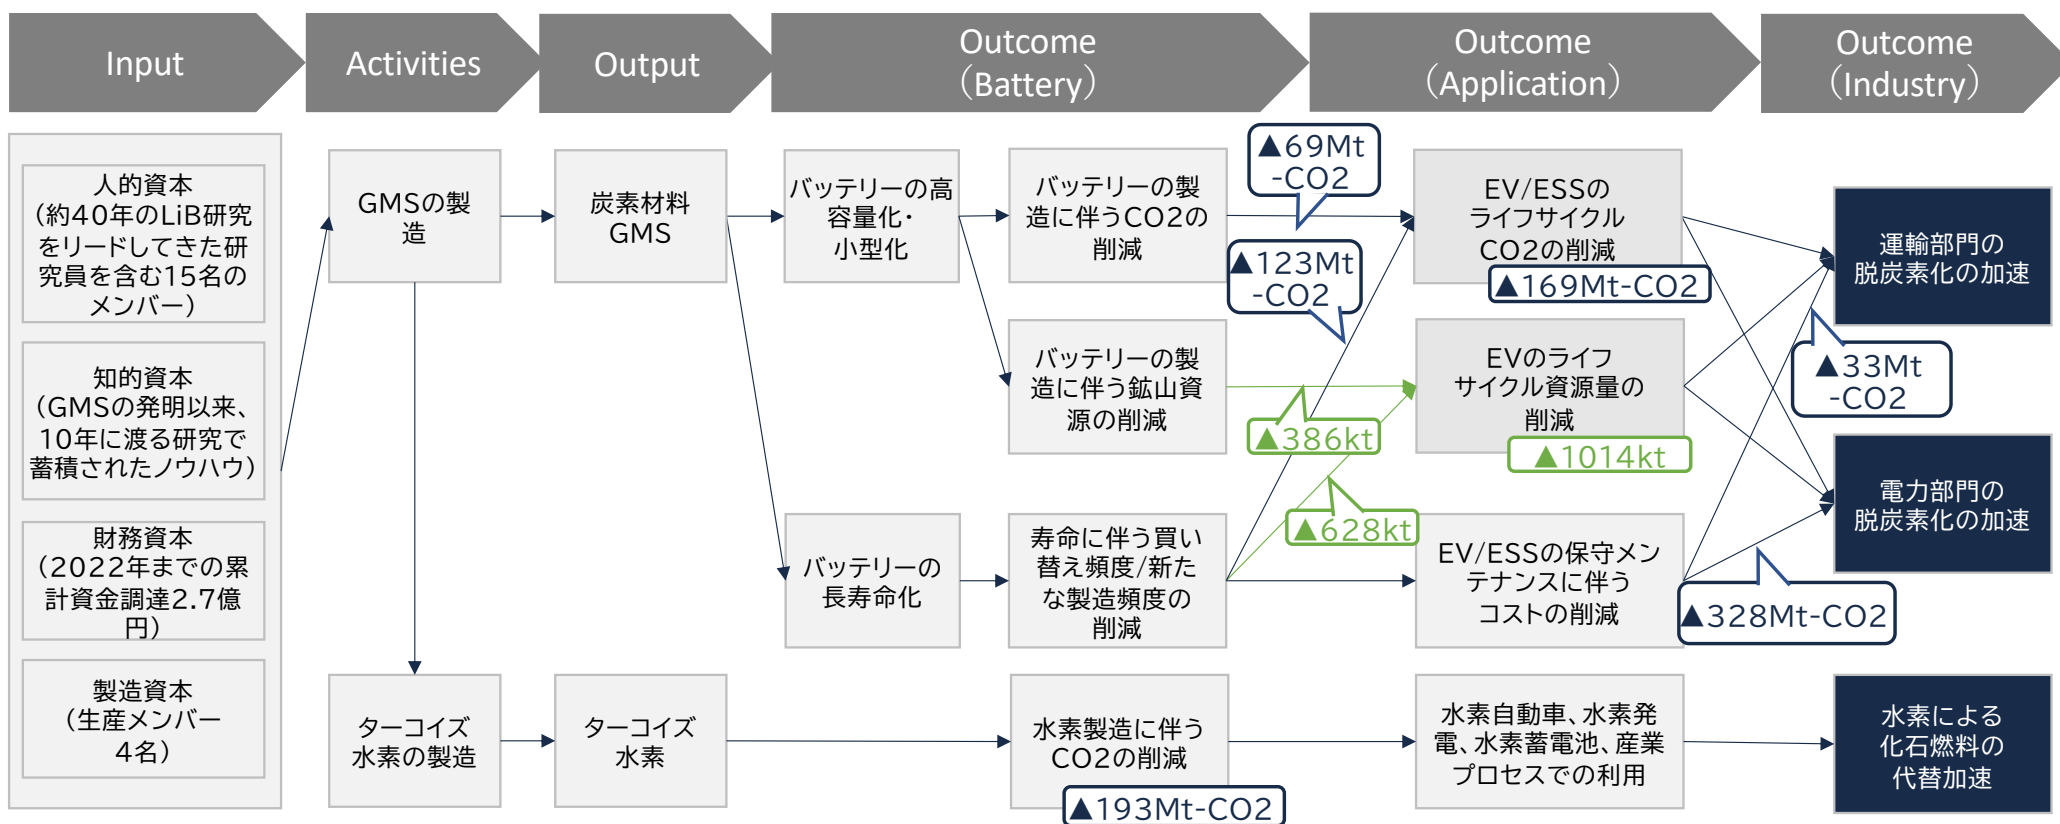 Input
Activities
Output
Outcome
（Battery）
Outcome
（Application）
Outcome
（Industry）
人的資本
（約40年のLiB研究
をリードしてきた研
究員を含む15名の
メンバー）
知的資本
（GMSの発明以来、
10年に渡る研究で
蓄積されたノウハウ）
財務資本
（2022年までの累
計資金調達2.7億
円）
製造資本
（生産メンバー
4名）
GMSの製
造
ターコイズ
水素の製造
炭素材料
GMS
ターコイズ
水素
バッテリーの高
容量化・
小型化
バッテリーの
長寿命化
バッテリーの製
造に伴うCO2の
削減
バッテリーの製
造に伴う鉱山資
源の削減
寿命に伴う買い
替え頻度/新た
な製造頻度の
削減
水素製造に伴う
CO2の削減
▲193Mt-CO2
▲69Mt
-CO2
▲123Mt
-CO2
▲386kt
▲628kt
EV/ESSの
ライフサイクル
CO2の削減
▲169Mt-CO2
EVのライフ
サイクル資源量の
削減
▲1014kt
EV/ESSの保守メン
テナンスに伴う
コストの削減
水素自動車、水素発
電、水素蓄電池、産業
プロセスでの利用
▲33Mt
-CO2
▲328Mt-CO2
運輸部門の
脱炭素化の加速
電力部門の
脱炭素化の加速
水素による
化石燃料の
代替加速